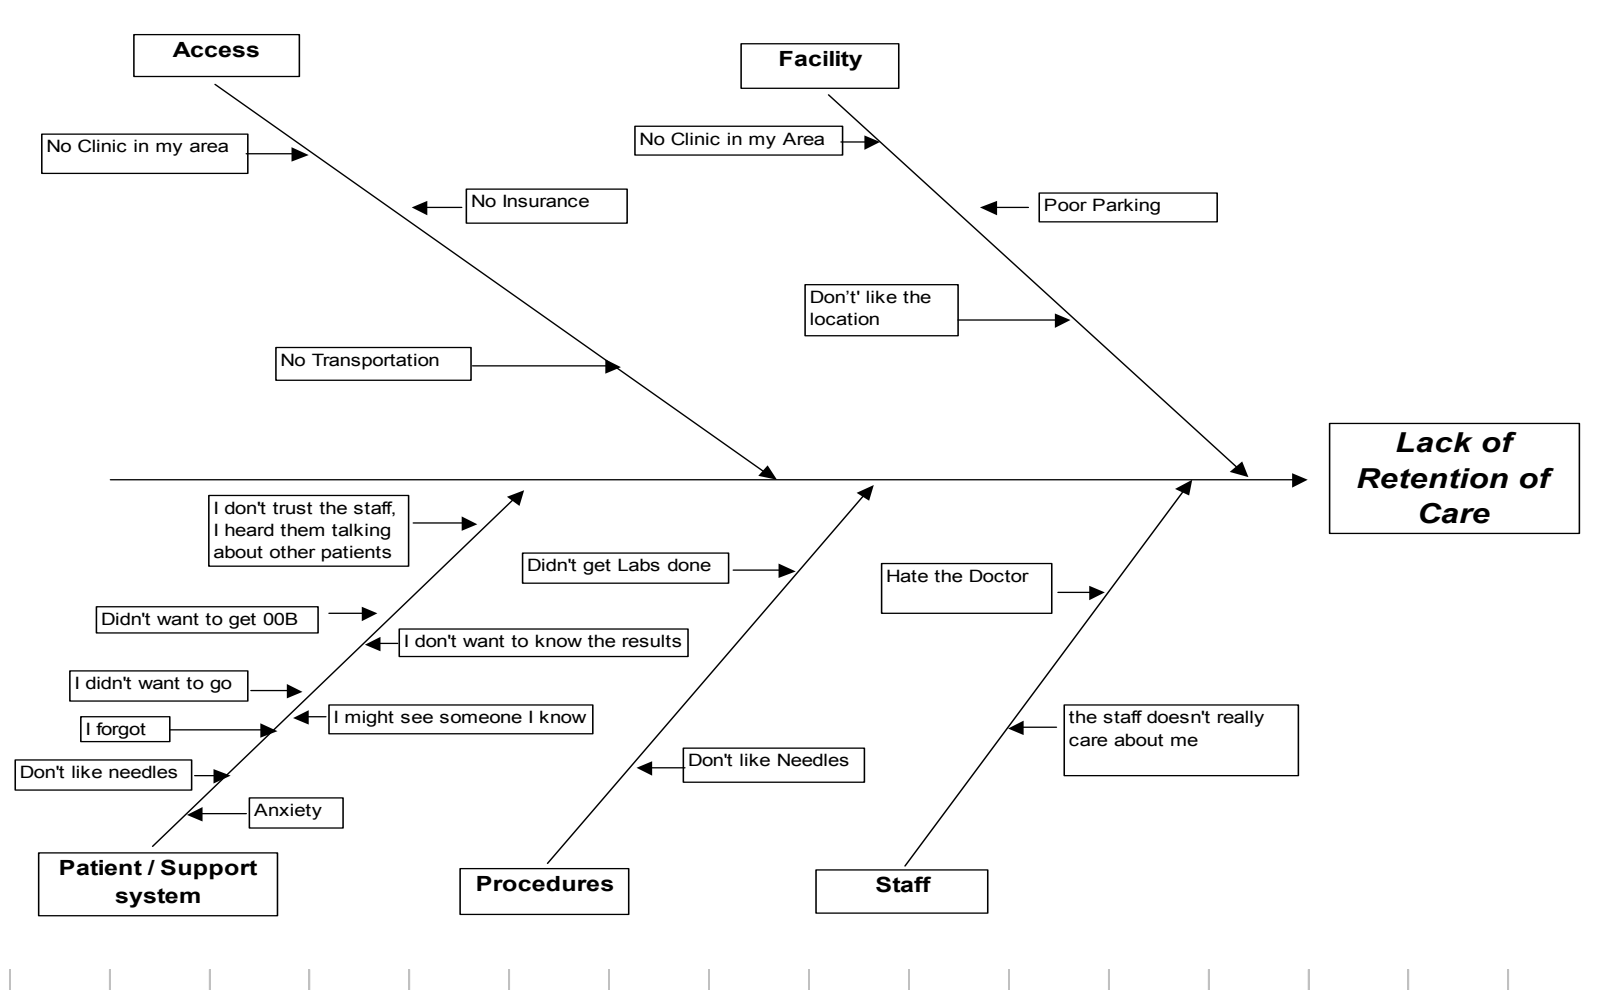 Access
Facility
No Clinic in my area
No Clinic in my Area
No Insurance
Poor Parking
Don’t' like the
location
No Transportation
Lack of
Retention of
Care
I don't trust the staff,
I heard them talking
about other patients
Didn't get Labs done
Hate the Doctor
Didn't want to get 00B
I don't want to know the results
I didn't want to go
I forgot
I might see someone I know
the staff doesn't really
care about me
Don't like needles
Don't like Needles
Anxiety
Patient / Support
system
Procedures
Staff